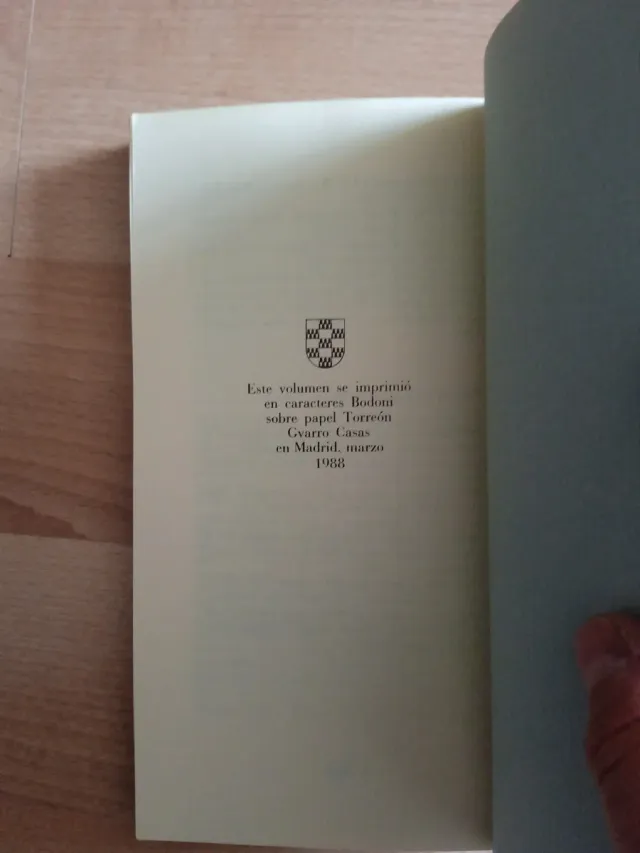 Este volumen se imprimió
en caracteres Bodoni
sobre papel Torreón
Gvarro Casas
en Madrid, marzo
1988